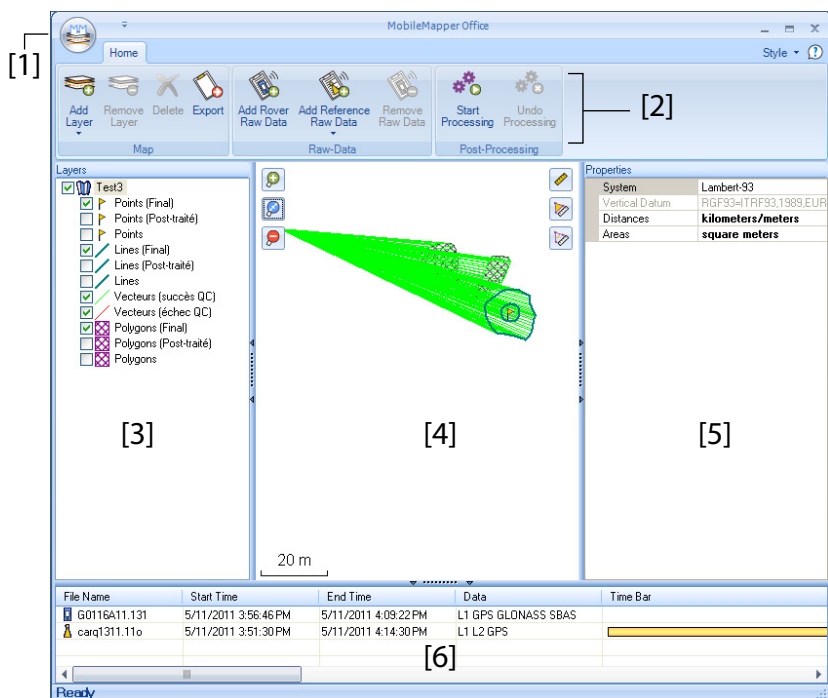 MobileMapper Office
MM
[1]
Home
Style
Add Layer
Remove Layer
Delete
Export
Map
Add Rover Raw Data
Add Reference Raw Data
Remove Raw Data
Raw-Data
Start Processing
Undo Processing
Post-Processing
[2]
Layers
Test3
Points (Final)
Points (Post-traité)
Points
Lines (Final)
Lines (Post-traité)
Lines
Vecteurs (succès QC)
Vecteurs (échec QC)
Polygons (Final)
Polygons (Post-traité)
Polygons
[3]
[4]
20 m
Properties
System Lambert-93
Vertical Datum RGF93=ITRF93,1989,EUR
Distances kilometers/meters
Areas square meters
[5]
File Name Start Time End Time Data Time Bar
G0116A11.131 5/11/2011 3:56:46 PM 5/11/2011 4:09:22 PM L1 GPS GLONASS SBAS
carq1311.11o 5/11/2011 3:51:30 PM 5/11/2011 4:14:30 PM L1 L2 GPS
[6]
Ready